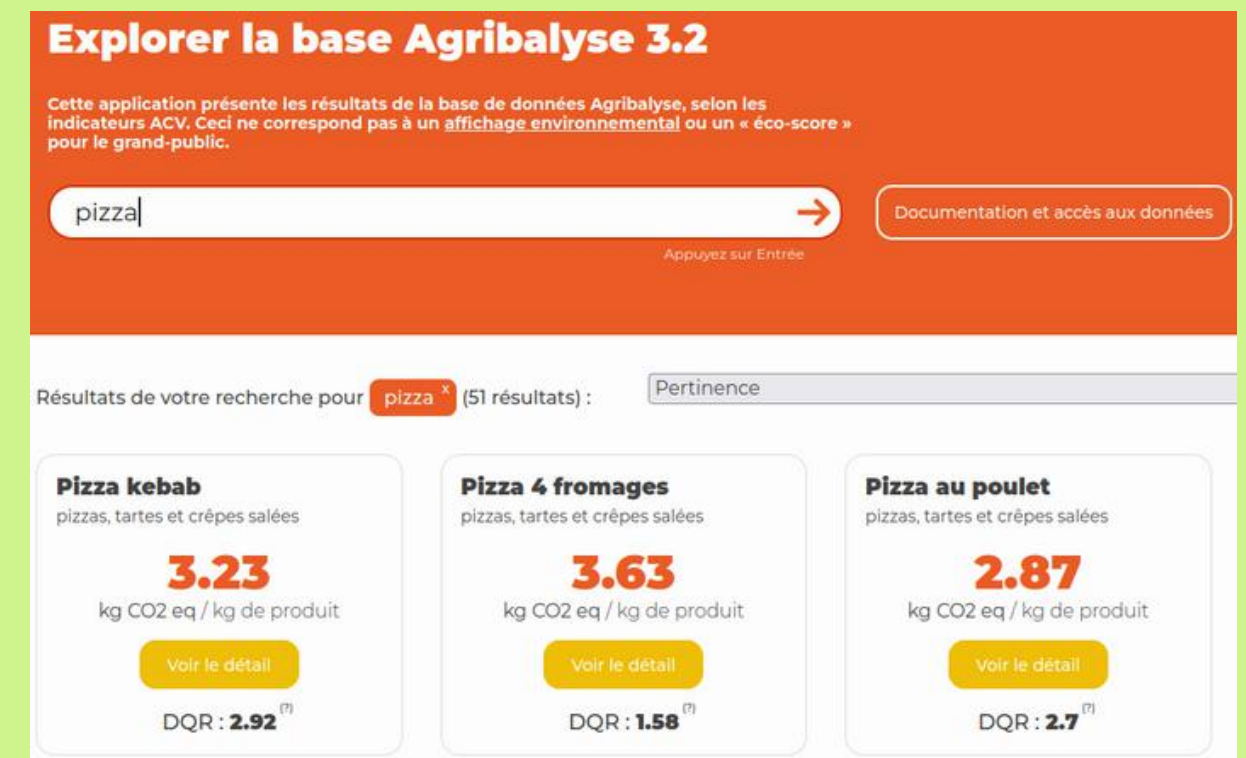 Explorer la base Agribalyse 3.2
Cette application présente les résultats de la base de données Agribalyse, selon les
indicateurs ACV. Ceci ne correspond pas à un affichage environnemental ou un « éco-score »
pour le grand-public.
pizza
Documentation et accès aux données
Appuyez sur Entrée
Résultats de votre recherche pour pizza x (51 résultats) :
Pertinence
Pizza kebab
pizzas, tartes et crêpes salées
3.23
kg CO2 eq / kg de produit
Voir le détail
DQR : 2.92 (?)
Pizza 4 fromages
pizzas, tartes et crêpes salées
3.63
kg CO2 eq / kg de produit
Voir le détail
DQR : 1.58 (?)
Pizza au poulet
pizzas, tartes et crêpes salées
2.87
kg CO2 eq / kg de produit
Voir le détail
DQR : 2.7 (?)